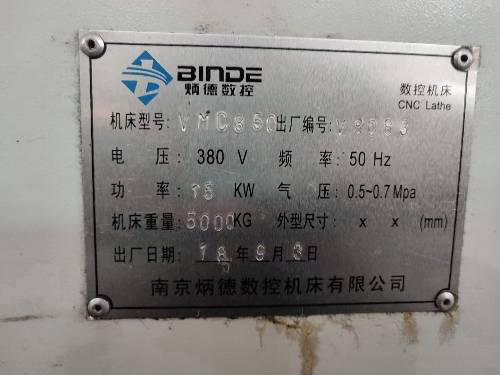 BINDE
炳德数控
数控机床
CNC Lathe
机床型号: VMC850 出厂编号:
电 压: 380 V 频 率: 50 Hz
功 率: 15 KW 气 压: 0.5~0.7 Mpa
机床重量: 5000KG 外型尺寸: x x (mm)
出厂日期: 18 年 9 月 3 日
南京炳德数控机床有限公司